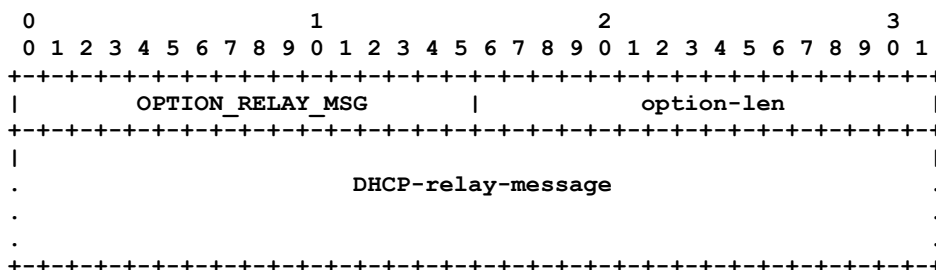 0                   1                   2                   3
 0 1 2 3 4 5 6 7 8 9 0 1 2 3 4 5 6 7 8 9 0 1 2 3 4 5 6 7 8 9 0 1
+-+-+-+-+-+-+-+-+-+-+-+-+-+-+-+-+-+-+-+-+-+-+-+-+-+-+-+-+-+-+-+-+
|        OPTION_RELAY_MSG       |           option-len          |
+-+-+-+-+-+-+-+-+-+-+-+-+-+-+-+-+-+-+-+-+-+-+-+-+-+-+-+-+-+-+-+-+
|                                                               |
.                       DHCP-relay-message                      .
.                                                               .
.                                                               .
+-+-+-+-+-+-+-+-+-+-+-+-+-+-+-+-+-+-+-+-+-+-+-+-+-+-+-+-+-+-+-+-+